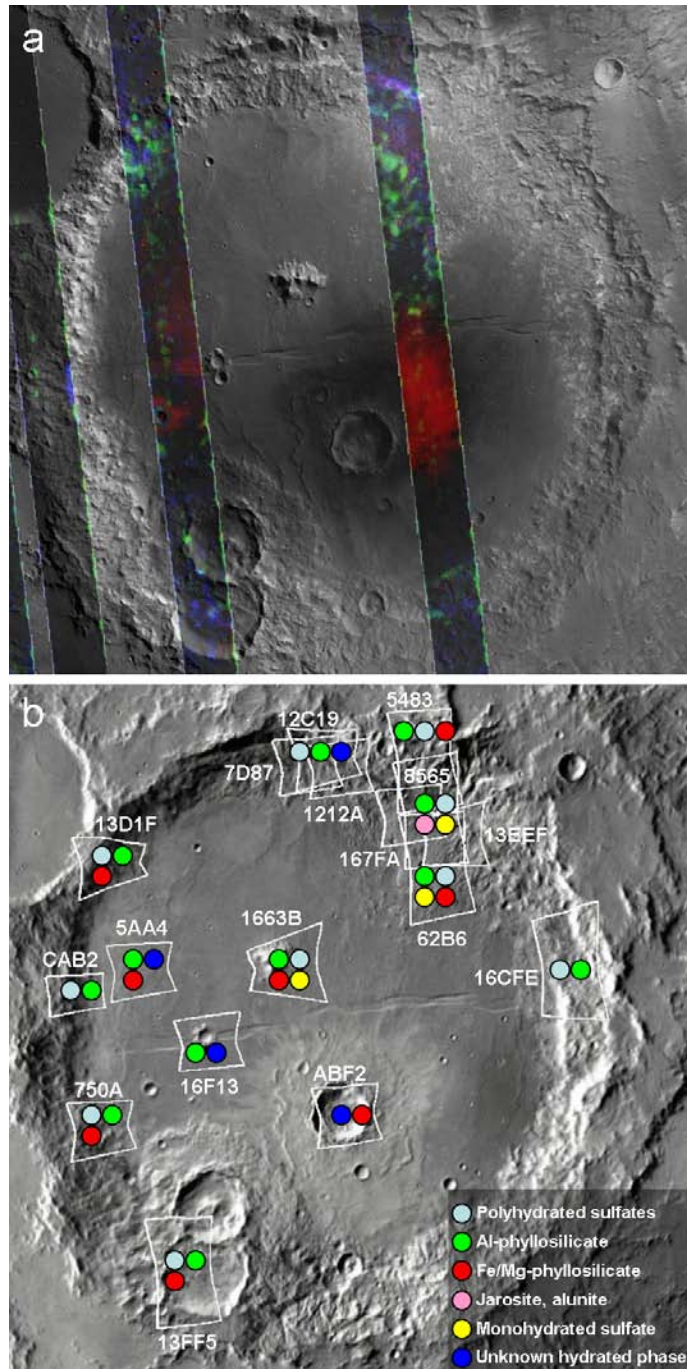 a
b
5483
12C19
7D87
8565
1212A
13EEF
13D1F
167FA
1663B
62B6
5AA4
CAB2
16CFE
16F13
ABF2
750A
13FF5
Polyhydrated sulfates
Al-phyllosilicate
Fe/Mg-phyllosilicate
Jarosite, alunite
Monohydrated sulfate
Unknown hydrated phase